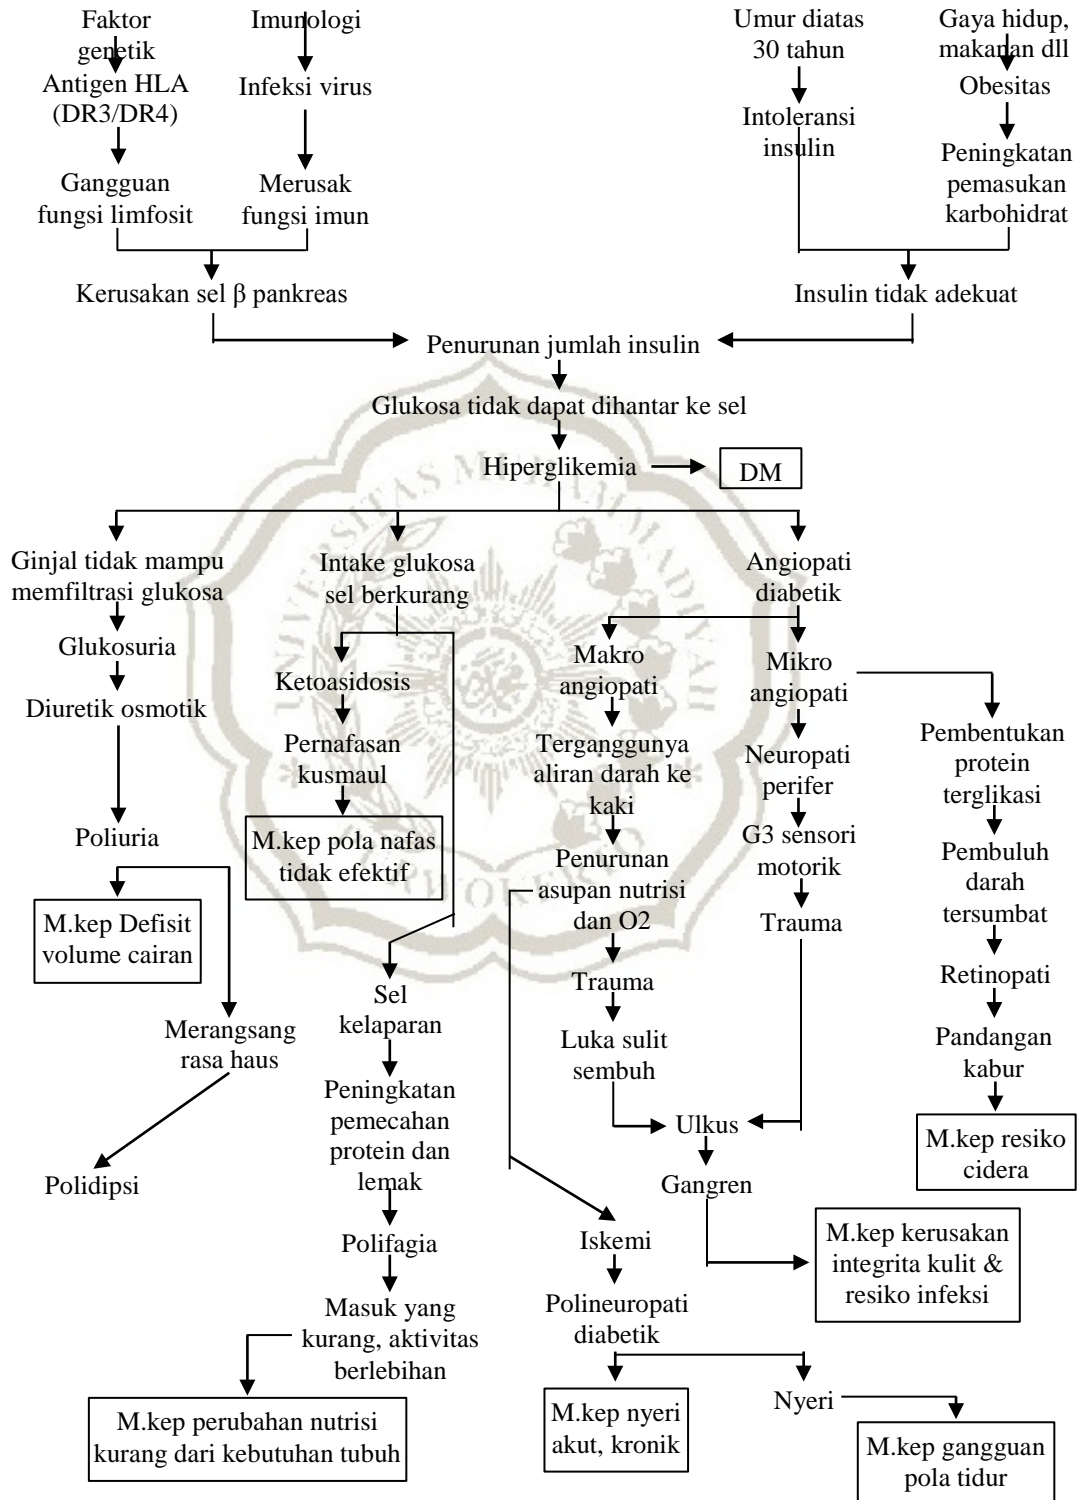 Faktor
genetik
Imunologi
Umur diatas
30 tahun
Gaya hidup,
makanan dll
Antigen HLA
(DR3/DR4)
Infeksi virus
Obesitas
Intoleransi
insulin
Gangguan
fungsi limfosit
Merusak
fungsi imun
Peningkatan
pemasukan
karbohidrat
Kerusakan sel β pankreas
Insulin tidak adekuat
Penurunan jumlah insulin
Glukosa tidak dapat dihantar ke sel
Hiperglikemia
DM
UNIVERSITAS MUHAMMADIYAH
Ginjal tidak mampu
memfiltrasi glukosa
Intake glukosa
sel berkurang
Angiopati
diabetik
Glukosuria
Ketoasidosis
Makro
angiopati
Mikro
angiopati
Diuretik osmotik
Pernafasan
kusmaul
Terganggunya
aliran darah ke
kaki
Neuropati
perifer
Pembentukan
protein
terglikasi
Poliuria
M.kep pola nafas
tidak efektif
Penurunan
asupan nutrisi
dan O2
G3 sensori
motorik
Pembuluh
darah
tersumbat
M.kep Defisit
volume cairan
Trauma
Trauma
Retinopati
Merangsang
rasa haus
Sel
kelaparan
Luka sulit
sembuh
Pandangan
kabur
Peningkatan
pemecahan
protein dan
lemak
Ulkus
M.kep resiko
cidera
Polidipsi
Gangren
Polifagia
Iskemi
M.kep kerusakan
integrita kulit &
resiko infeksi
Masuk yang
kurang, aktivitas
berlebihan
Polineuropati
diabetik
M.kep perubahan nutrisi
kurang dari kebutuhan tubuh
M.kep nyeri
akut, kronik
Nyeri
M.kep gangguan
pola tidur